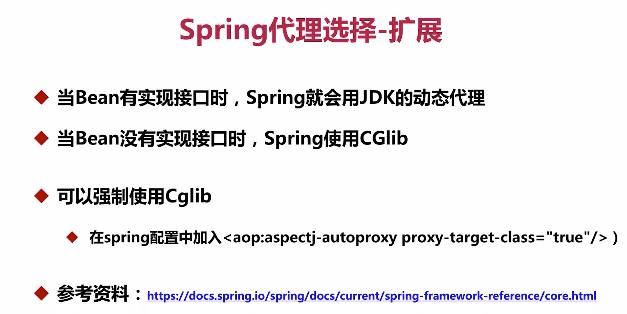 Spring代理选择-扩展
当Bean有实现接口时，Spring就会用JDK的动态代理
当Bean没有实现接口时，Spring使用CGlib
可以强制使用Cglib
在spring配置中加入<aop:aspectj-autoproxy proxy-target-class="true"/>）
参考资料：https://docs.spring.io/spring/docs/current/spring-framework-reference/core.html